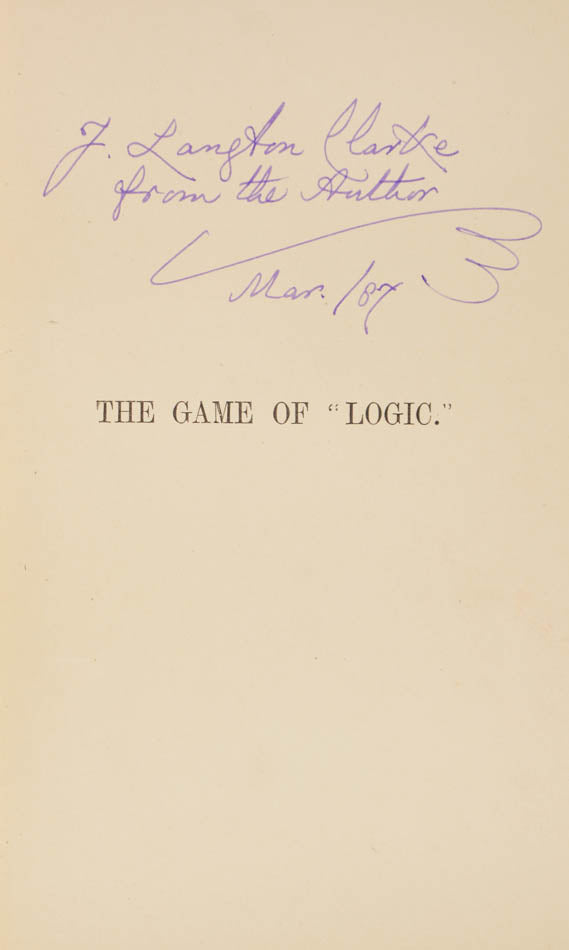 J. Langton Clarke
from the Author
Mar. /87
THE GAME OF “LOGIC.”